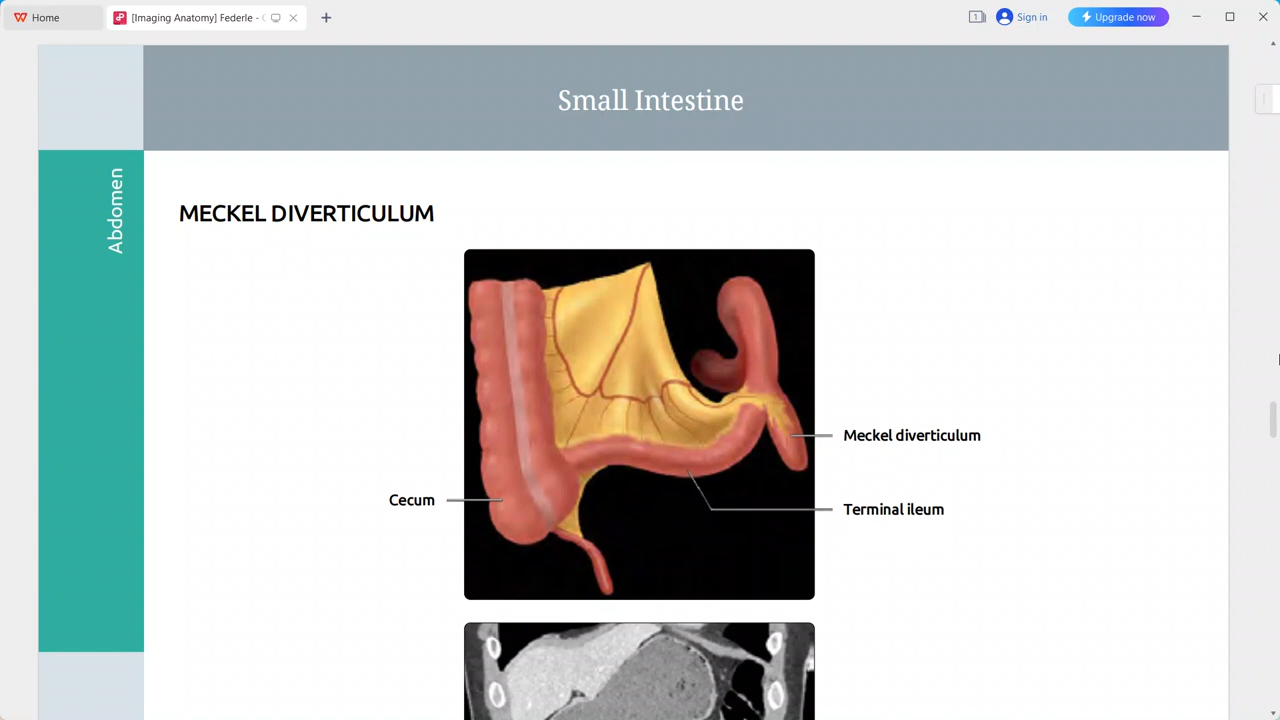 Home
[Imaging Anatomy] Federle -
Sign in
Upgrade now
Small Intestine
Abdomen
MECKEL DIVERTICULUM
Meckel diverticulum
Cecum
Terminal ileum